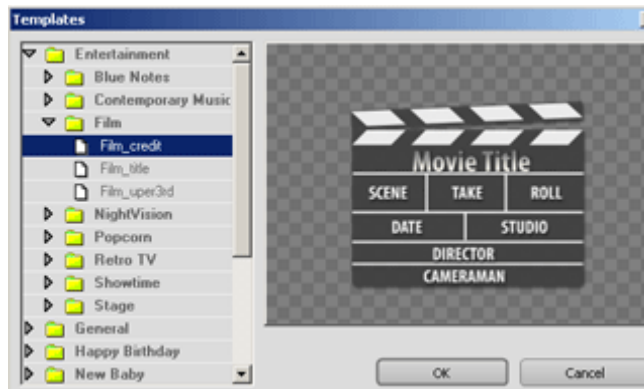 Templates
Entertainment
Blue Notes
Contemporary Music
Film
Film_credit
Film_title
Film_uper3rd
NightVision
Popcorn
Retro TV
Showtime
Stage
General
Happy Birthday
New Baby
Movie Title
SCENE TAKE ROLL
DATE STUDIO
DIRECTOR
CAMERAMAN
OK Cancel